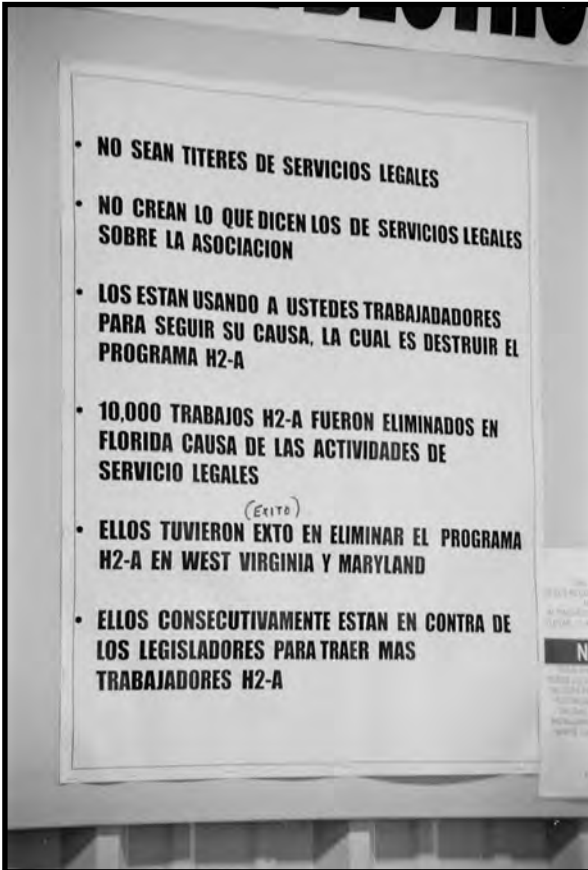 • NO SEAN TITERES DE SERVICIOS LEGALES
• NO CREAN LO QUE DICEN LOS DE SERVICIOS LEGALES
SOBRE LA ASOCIACION
• LOS ESTAN USANDO A USTEDES TRABAJADADORES
PARA SEGUIR SU CAUSA, LA CUAL ES DESTRUIR EL
PROGRAMA H2-A
• 10,000 TRABAJOS H2-A FUERON ELIMINADOS EN
FLORIDA CAUSA DE LAS ACTIVIDADES DE
SERVICIO LEGALES
(EXITO)
• ELLOS TUVIERON EXTO EN ELIMINAR EL PROGRAMA
H2-A EN WEST VIRGINIA Y MARYLAND
• ELLOS CONSECUTIVAMENTE ESTAN EN CONTRA DE
LOS LEGISLADORES PARA TRAER MAS
TRABAJADORES H2-A
N